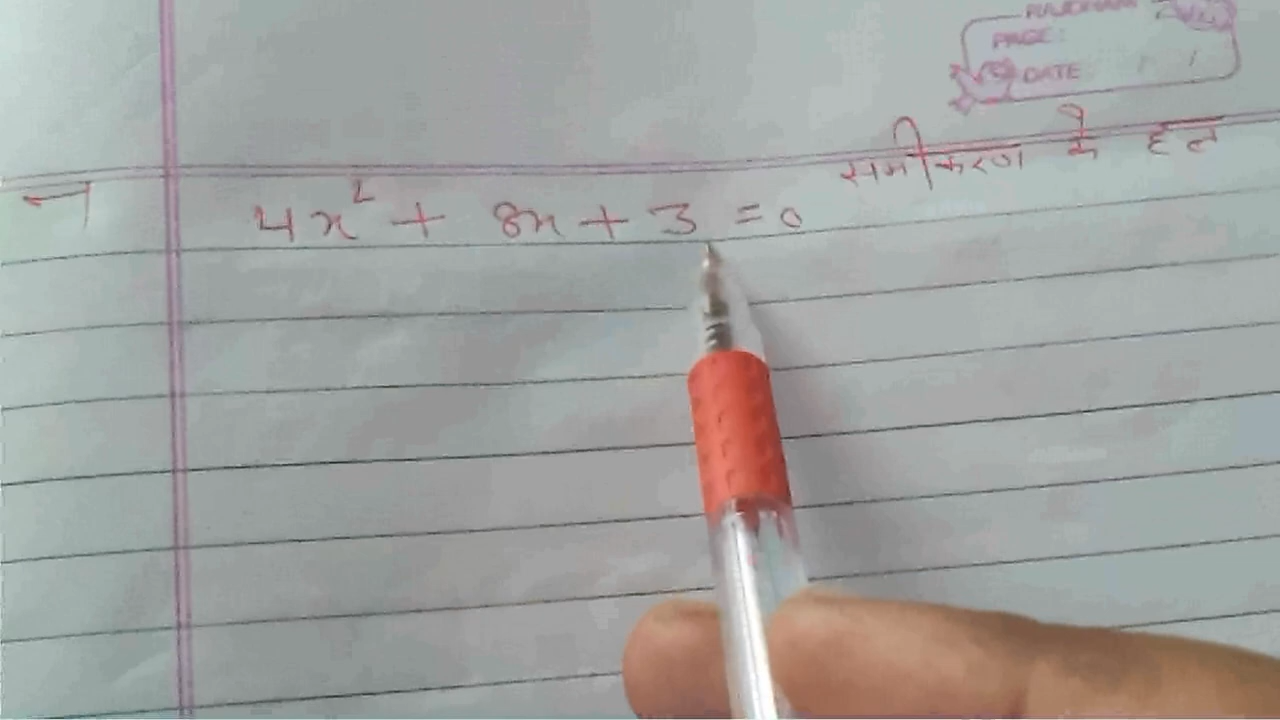 PAGE:
DATE
समीकरण के हल
4x² + 8x + 3 = 0